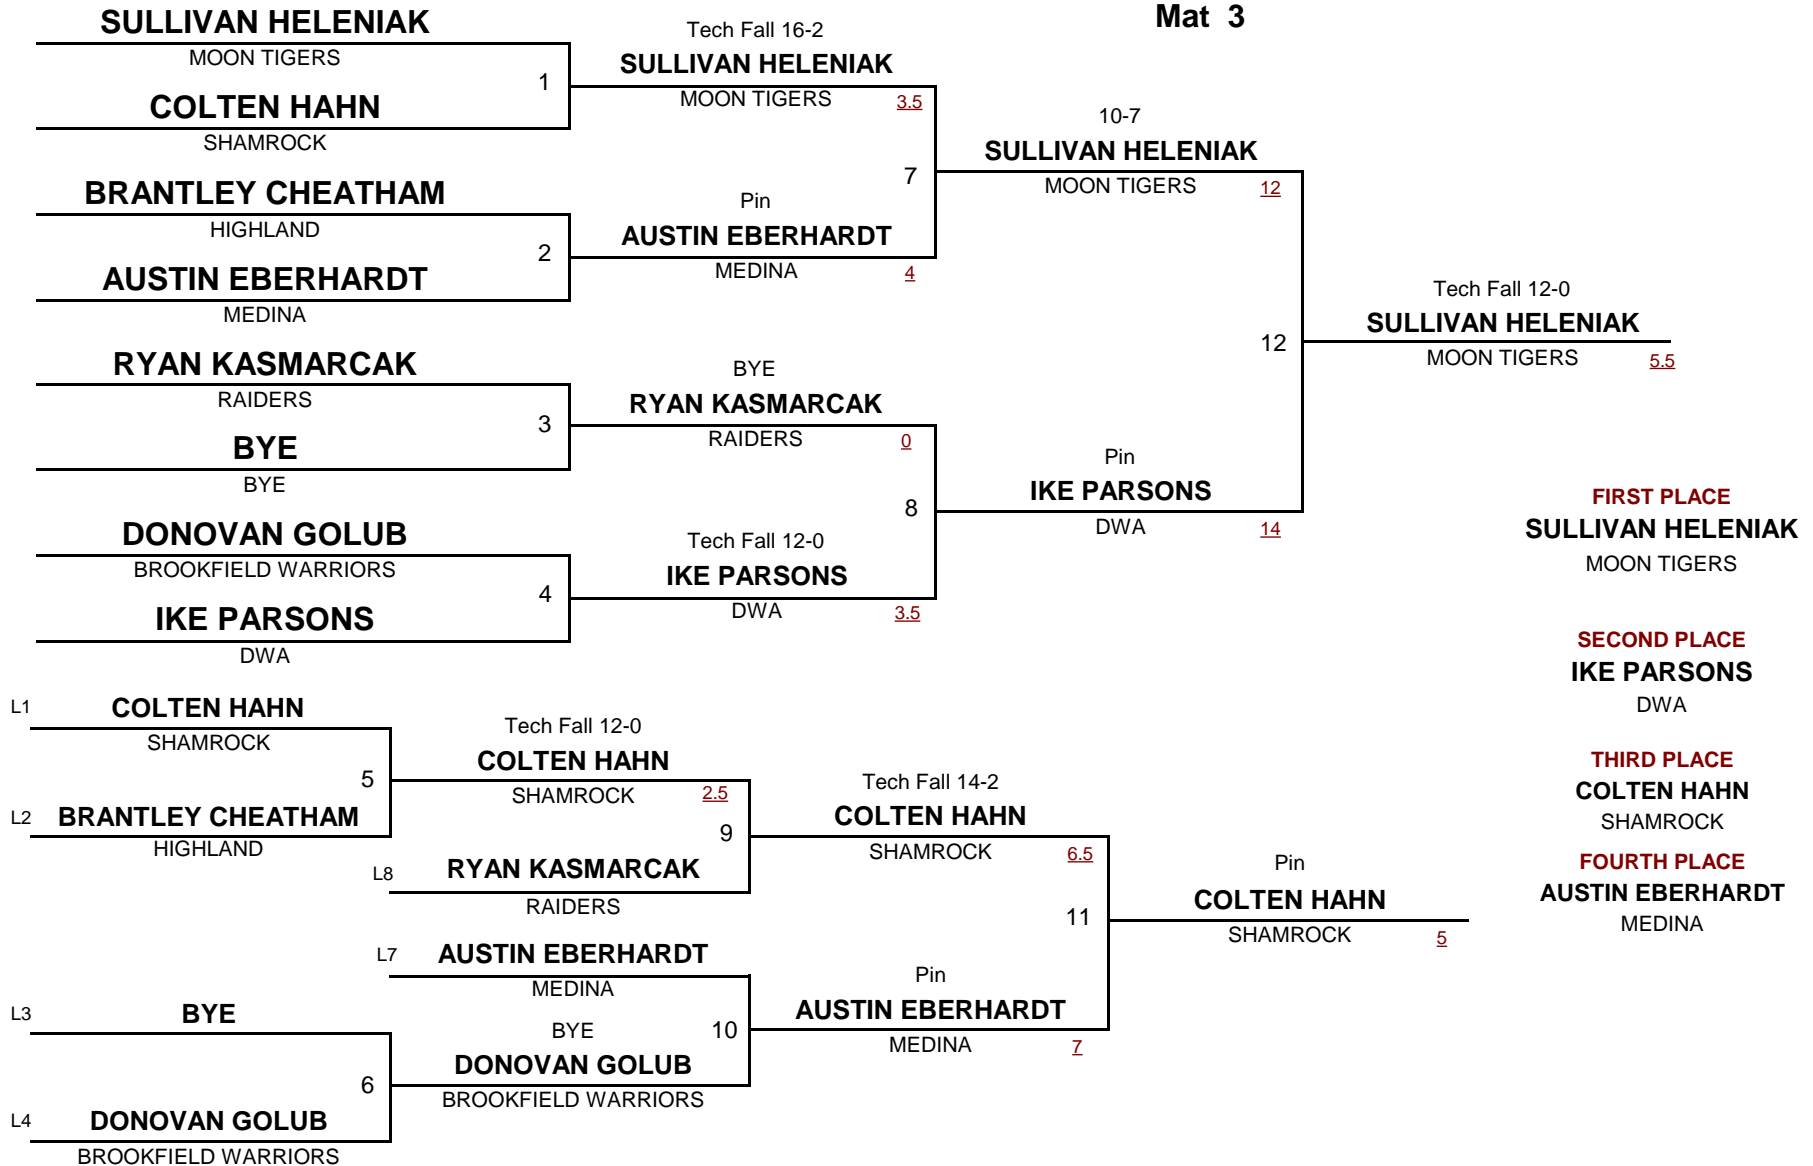 Mat 3
SULLIVAN HELENIAK
MOON TIGERS
1
COLTEN HAHN
SHAMROCK
BRANTLEY CHEATHAM
HIGHLAND
2
AUSTIN EBERHARDT
MEDINA
RYAN KASMARCAK
RAIDERS
3
BYE
BYE
DONOVAN GOLUB
BROOKFIELD WARRIORS
4
IKE PARSONS
DWA
Tech Fall 16-2
SULLIVAN HELENIAK
MOON TIGERS 3.5
7
Pin
AUSTIN EBERHARDT
MEDINA 4
BYE
RYAN KASMARCAK
RAIDERS 0
8
Tech Fall 12-0
IKE PARSONS
DWA 3.5
10-7
SULLIVAN HELENIAK
MOON TIGERS 12
12
Pin
IKE PARSONS
DWA 14
Tech Fall 12-0
SULLIVAN HELENIAK
MOON TIGERS 5.5
L1 COLTEN HAHN
SHAMROCK
5
L2 BRANTLEY CHEATHAM
HIGHLAND
L3 BYE
6
L4 DONOVAN GOLUB
BROOKFIELD WARRIORS
Tech Fall 12-0
COLTEN HAHN
SHAMROCK 2.5
9
L8 RYAN KASMARCAK
RAIDERS
L7 AUSTIN EBERHARDT
MEDINA
BYE 10
DONOVAN GOLUB
BROOKFIELD WARRIORS
Tech Fall 14-2
COLTEN HAHN
SHAMROCK 6.5
11
Pin
AUSTIN EBERHARDT
MEDINA 7
Pin
COLTEN HAHN
SHAMROCK 5
FIRST PLACE
SULLIVAN HELENIAK
MOON TIGERS
SECOND PLACE
IKE PARSONS
DWA
THIRD PLACE
COLTEN HAHN
SHAMROCK
FOURTH PLACE
AUSTIN EBERHARDT
MEDINA